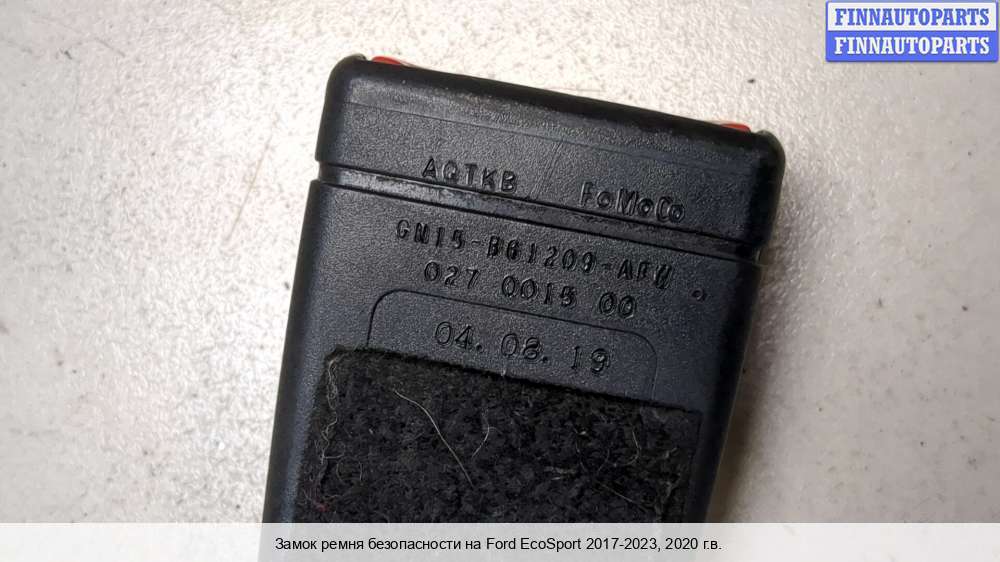 FINNAUTOPARTS
FINNAUTOPARTS
AQTKB FoMoCo
GN15-B61209-AEW
027 0015 00
04. 08. 19
Замок ремня безопасности на Ford EcoSport 2017-2023, 2020 г.в.